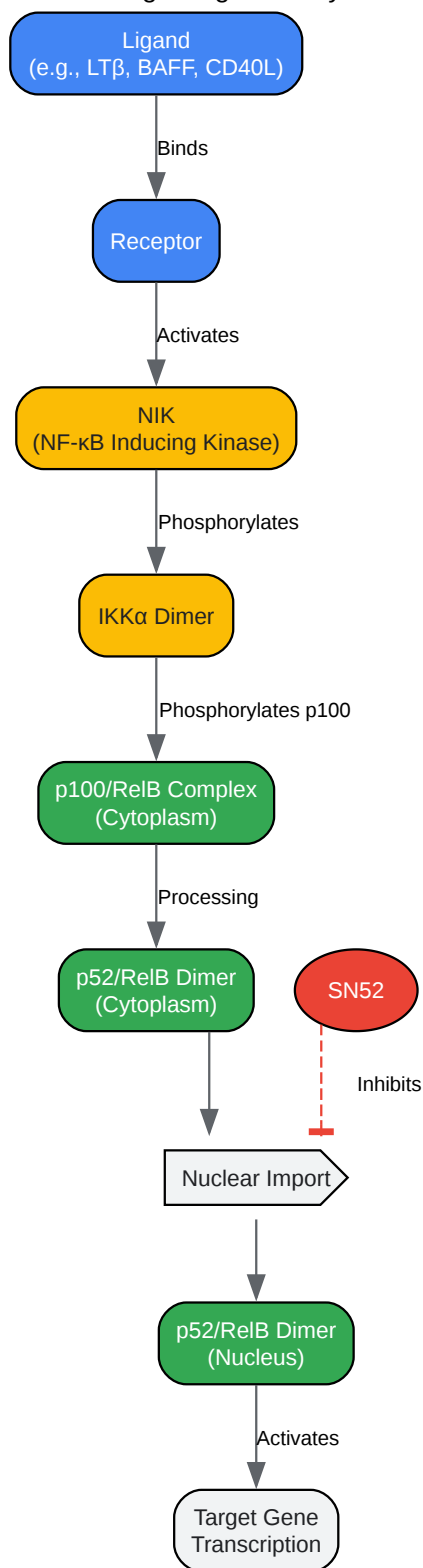 Ligand
(e.g., LTβ, BAFF, CD40L)
Binds
Receptor
Activates
NIK
(NF-κB Inducing Kinase)
Phosphorylates
IKKα Dimer
Phosphorylates p100
p100/RelB Complex
(Cytoplasm)
Processing
p52/RelB Dimer
(Cytoplasm)
SN52
Inhibits
Nuclear Import
p52/RelB Dimer
(Nucleus)
Activates
Target Gene
Transcription